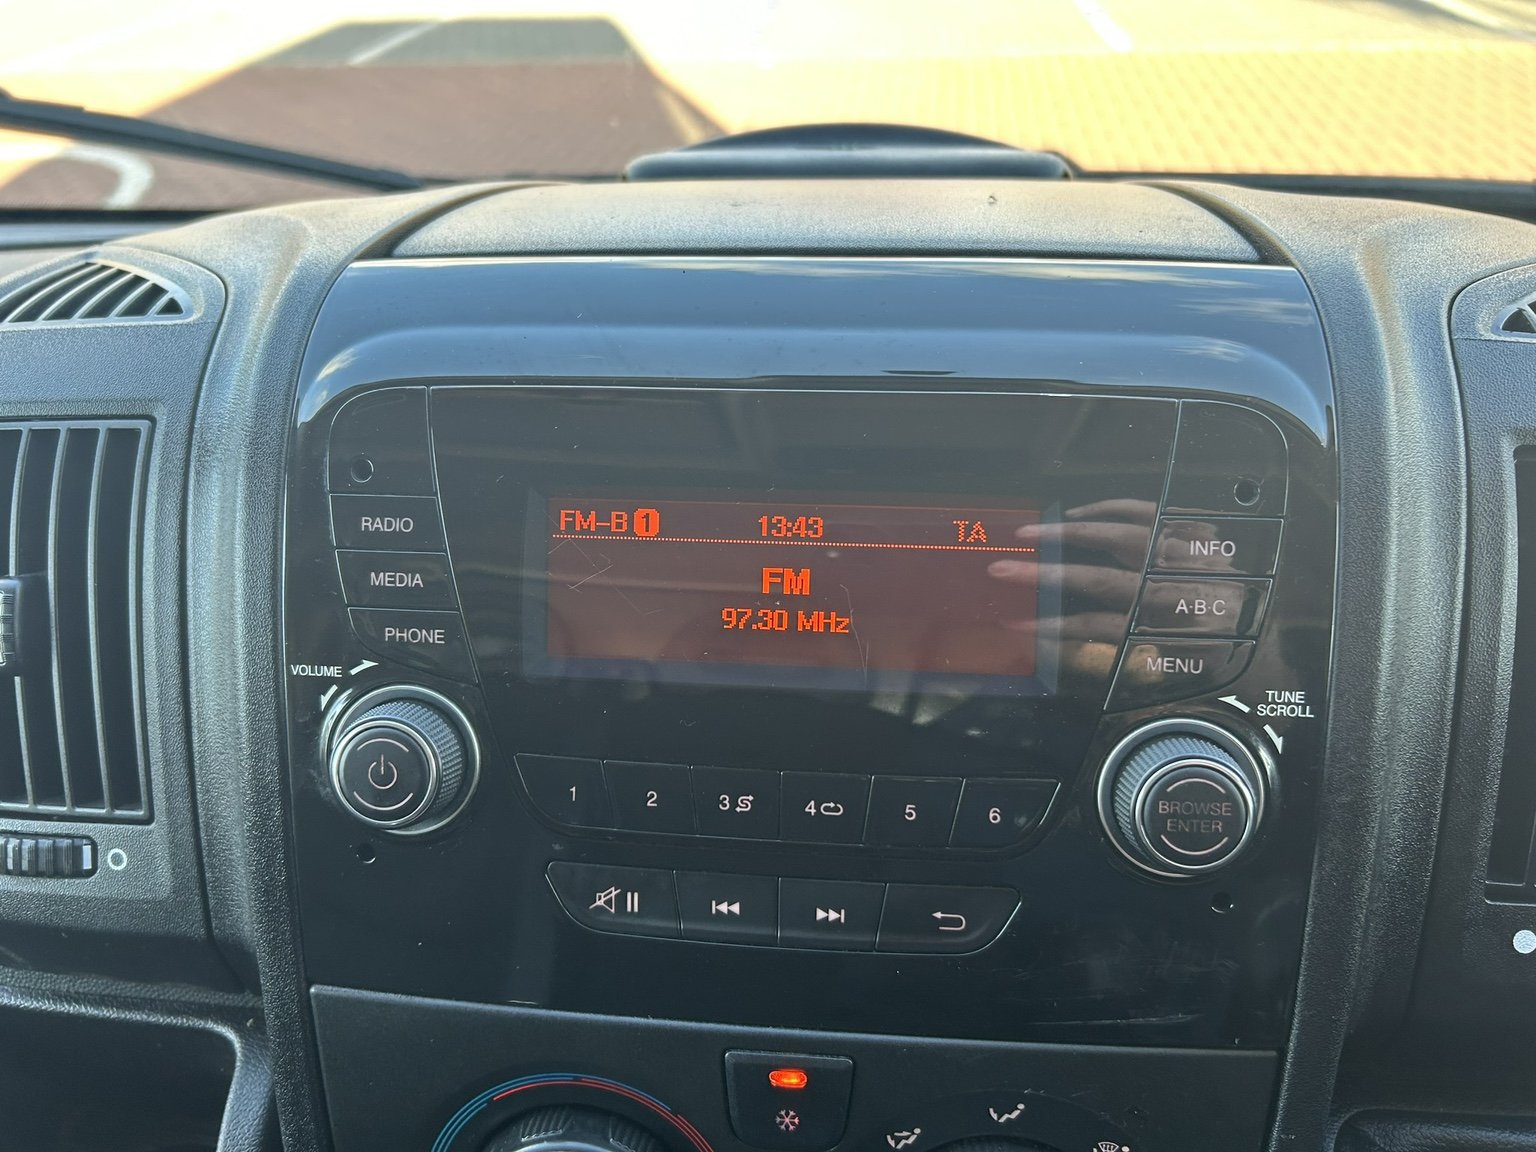 FM-B 1 13:43 TA
FM
97.30 MHz
RADIO
MEDIA
PHONE
INFO
A·B·C
MENU
VOLUME
TUNE
SCROLL
BROWSE
ENTER
1 2 3 4 5 6